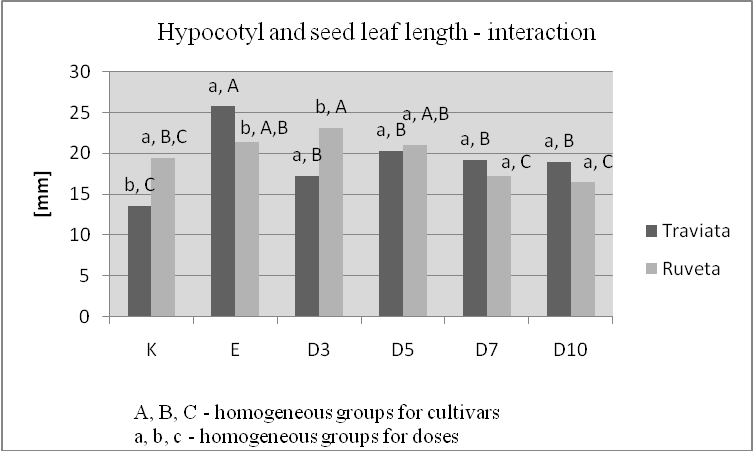 Hypocotyl and seed leaf length - interaction
[mm]
30
25
20
15
10
5
0
b, C
a, B,C
a, A
b, A,B
a, B
b, A
a, B
a, A,B
a, B
a, C
a, B
a, C
K E D3 D5 D7 D10
Traviata
Ruveta
A, B, C - homogeneous groups for cultivars
a, b, c - homogeneous groups for doses